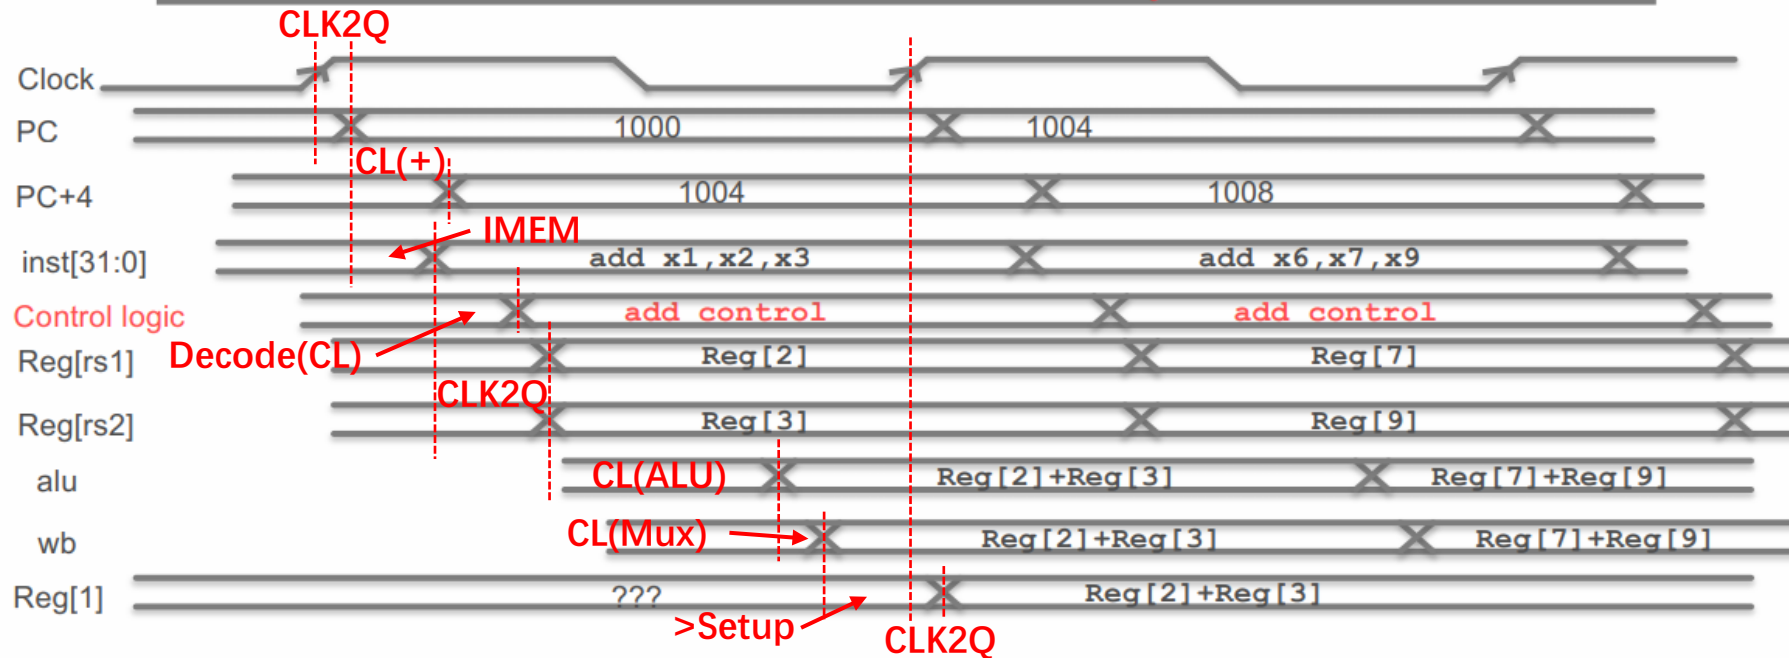 CLK2Q
Clock
PC 1000 1004
CL(+)
PC+4 1004 1008
IMEM
inst[31:0] add x1,x2,x3 add x6,x7,x9
Control logic add control add control
Decode(CL)
Reg[rs1] Reg[2] Reg[7]
CLK2Q
Reg[rs2] Reg[3] Reg[9]
alu CL(ALU) Reg[2]+Reg[3] Reg[7]+Reg[9]
wb CL(Mux) Reg[2]+Reg[3] Reg[7]+Reg[9]
Reg[1] ??? Reg[2]+Reg[3]
>Setup
CLK2Q